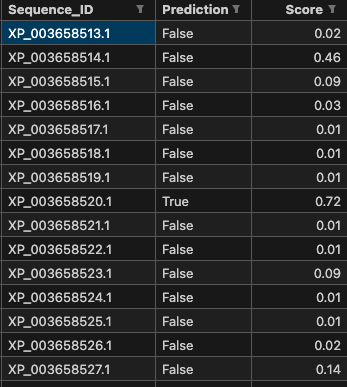 Sequence_ID Prediction Score
XP_003658513.1 False 0.02
XP_003658514.1 False 0.46
XP_003658515.1 False 0.09
XP_003658516.1 False 0.03
XP_003658517.1 False 0.01
XP_003658518.1 False 0.01
XP_003658519.1 False 0.01
XP_003658520.1 True 0.72
XP_003658521.1 False 0.01
XP_003658522.1 False 0.01
XP_003658523.1 False 0.09
XP_003658524.1 False 0.01
XP_003658525.1 False 0.01
XP_003658526.1 False 0.02
XP_003658527.1 False 0.14